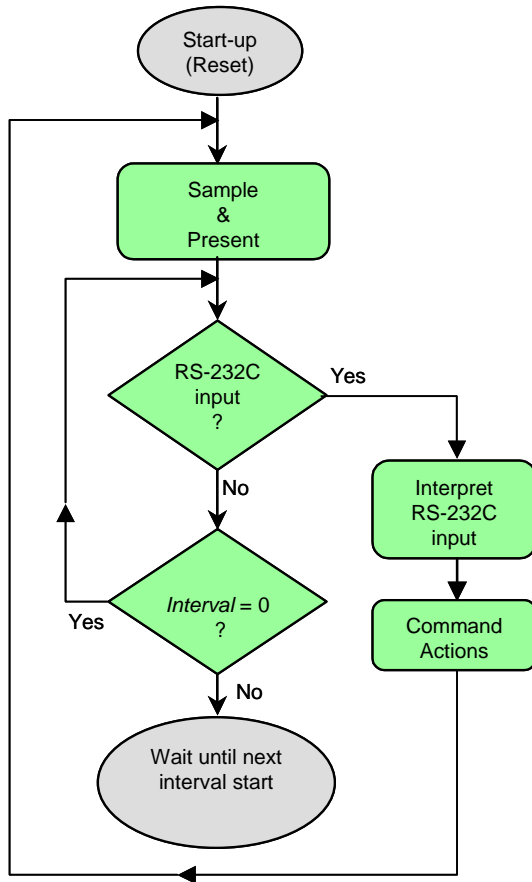 Start-up
(Reset)
Sample
&
Present
RS-232C
input
?
Yes
No
Interpret
RS-232C
input
Interval = 0
?
Yes
Command
Actions
No
Wait until next
interval start